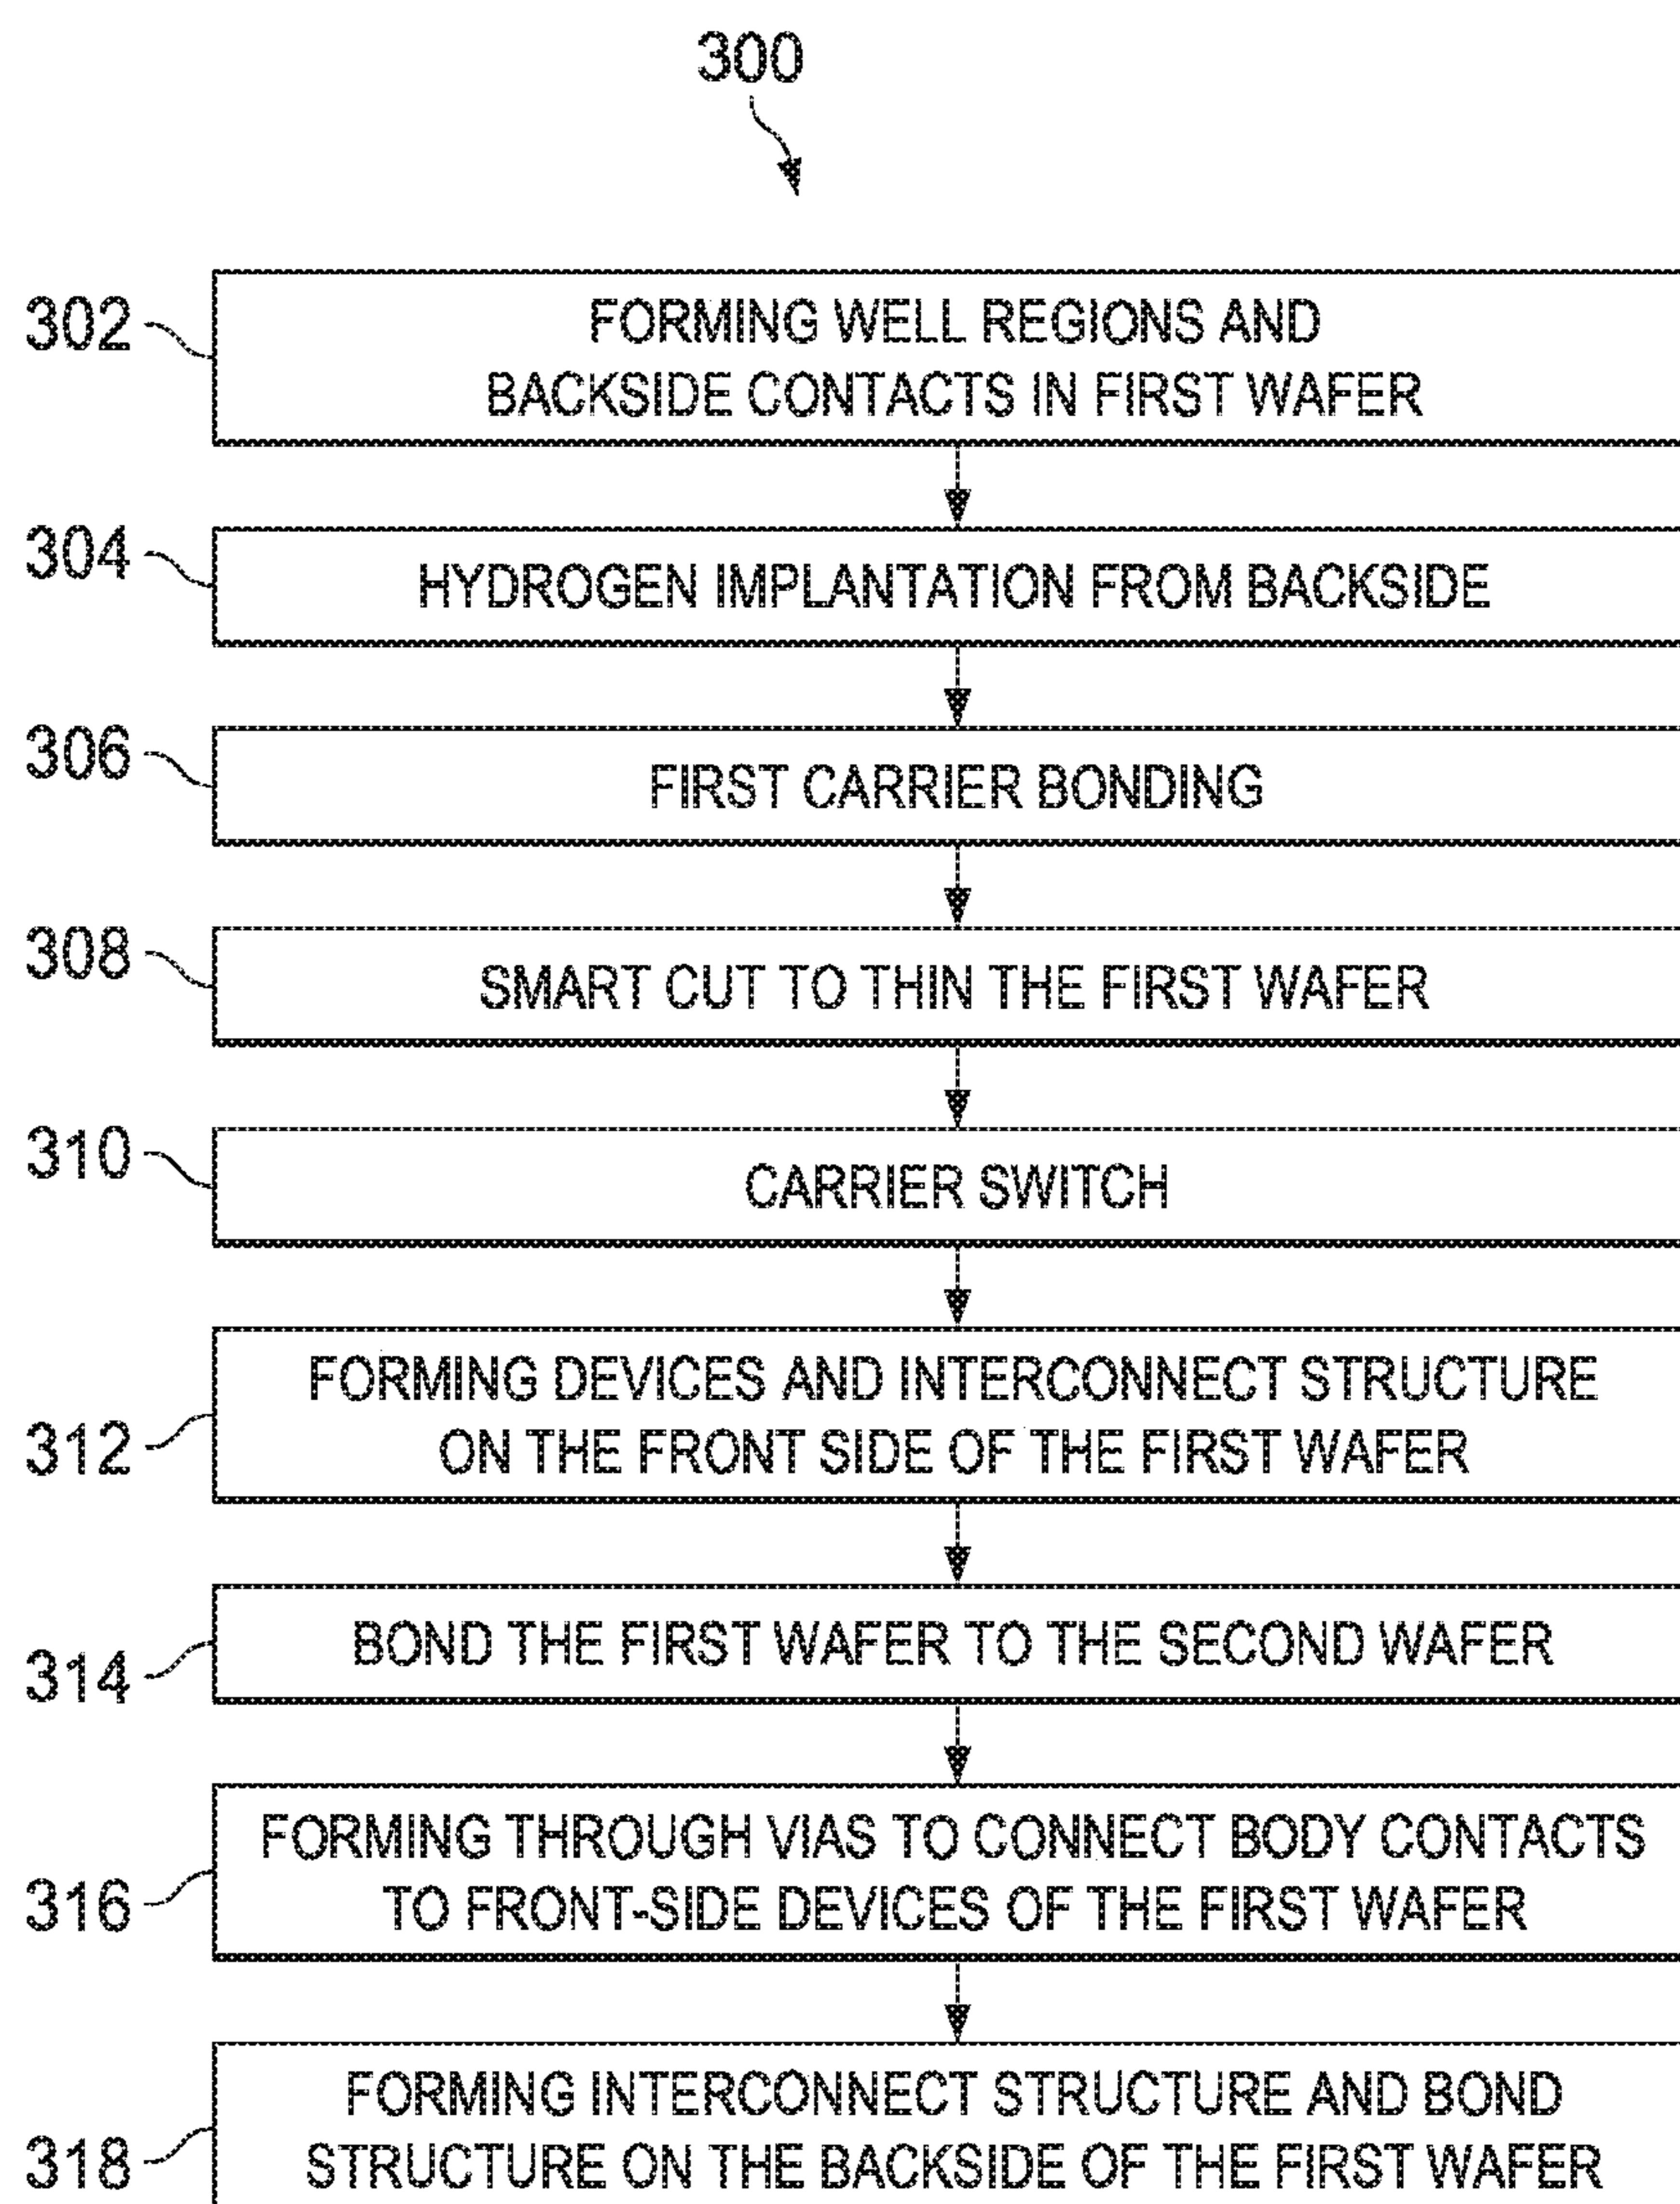 300
302
FORMING WELL REGIONS AND
BACKSIDE CONTACTS IN FIRST WAFER
304
HYDROGEN IMPLANTATION FROM BACKSIDE
306
FIRST CARRIER BONDING
308
SMART CUT TO THIN THE FIRST WAFER
310
CARRIER SWITCH
312
FORMING DEVICES AND INTERCONNECT STRUCTURE
ON THE FRONT SIDE OF THE FIRST WAFER
314
BOND THE FIRST WAFER TO THE SECOND WAFER
316
FORMING THROUGH VIAS TO CONNECT BODY CONTACTS
TO FRONT-SIDE DEVICES OF THE FIRST WAFER
318
FORMING INTERCONNECT STRUCTURE AND BOND
STRUCTURE ON THE BACKSIDE OF THE FIRST WAFER